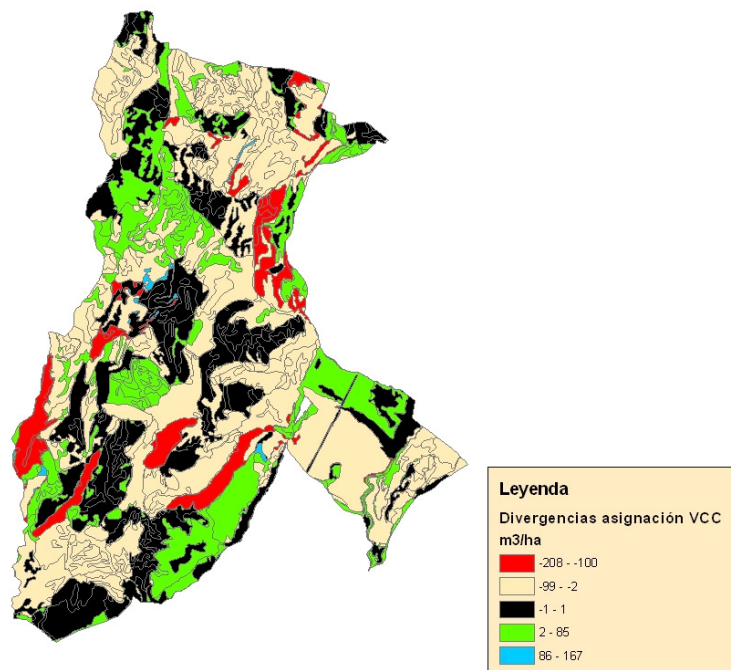 Leyenda
Divergencias asignación VCC
m3/ha
-208 - -100
-99 - -2
-1 - 1
2 - 85
86 - 167